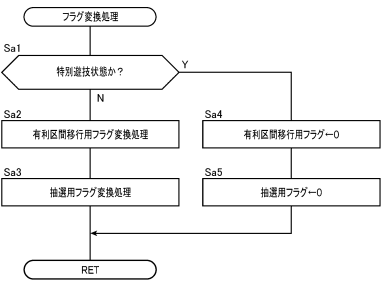 フラグ変換処理
Sa1
特別遊技状態か？
Y
N
Sa2
有利区間移行用フラグ変換処理
Sa4
有利区間移行用フラグ←0
Sa3
抽選用フラグ変換処理
Sa5
抽選用フラグ←0
RET